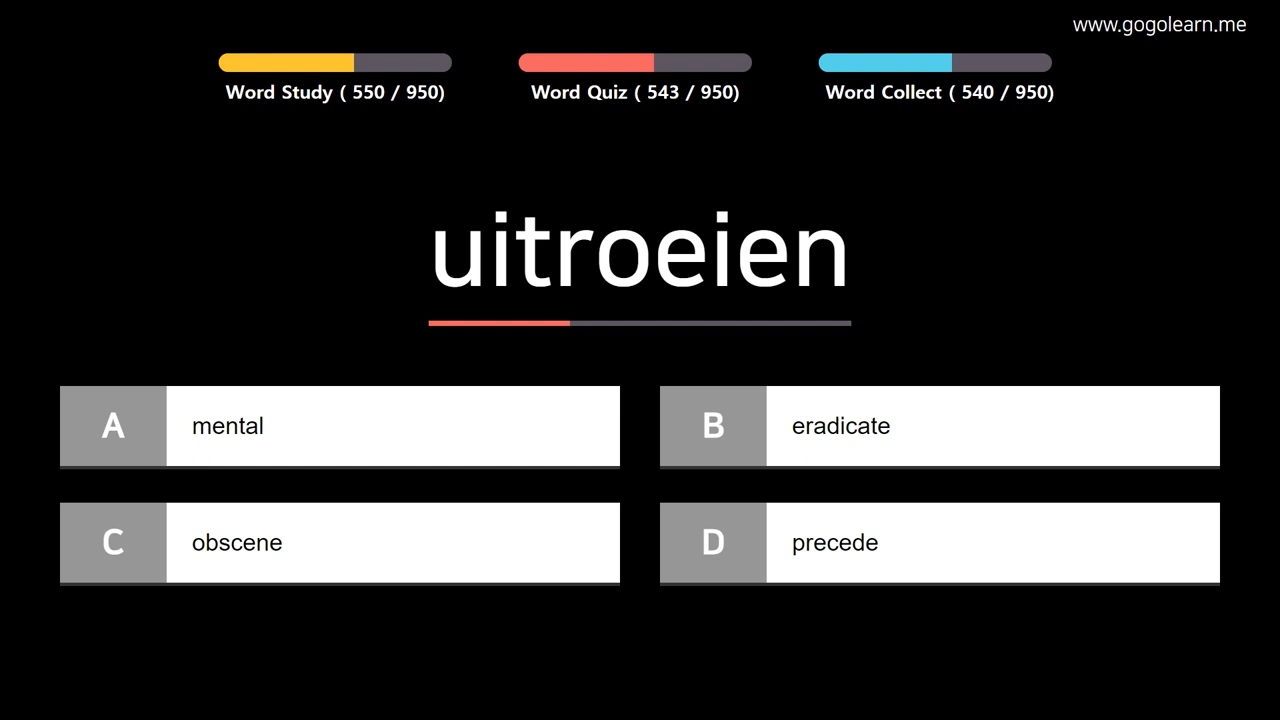 www.gogolearn.me
Word Study ( 550 / 950)
Word Quiz ( 543 / 950)
Word Collect ( 540 / 950)
uitroeien
A mental
B eradicate
C obscene
D precede